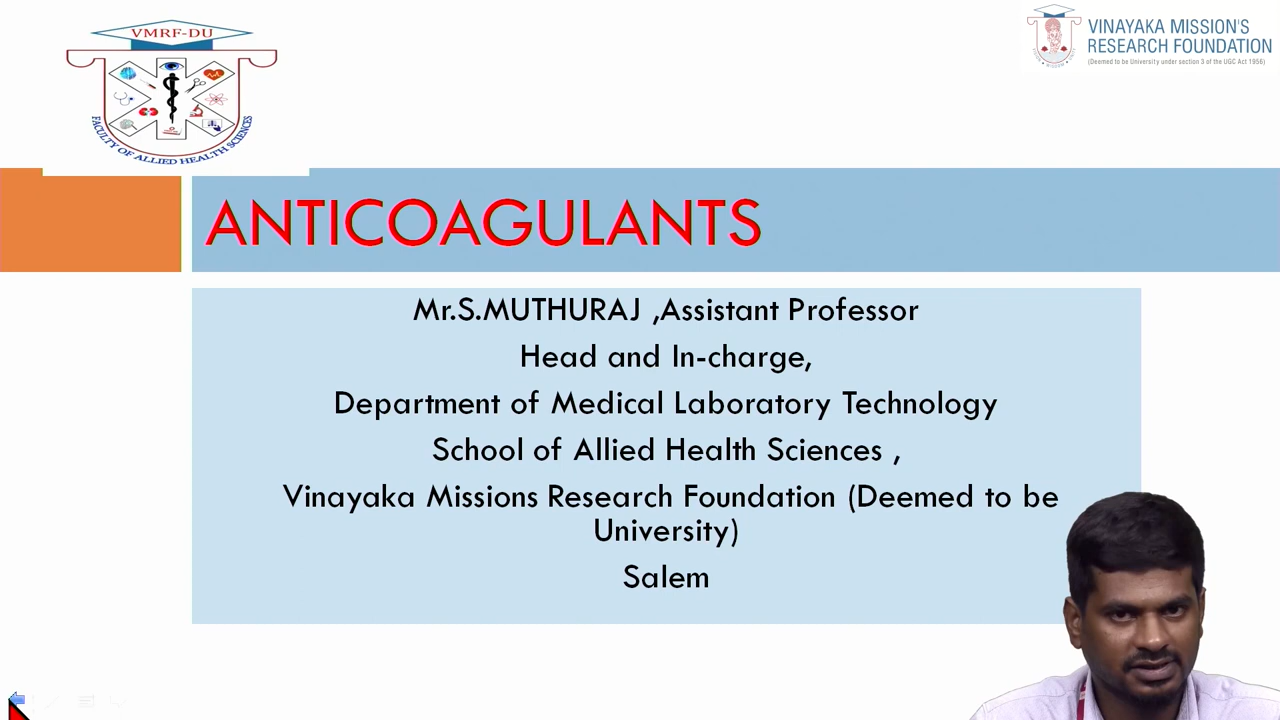 VMRF-DU
FACULTY OF ALLIED HEALTH SCIENCES
VINAYAKA MISSION'S
RESEARCH FOUNDATION
(Deemed to be University under section 3 of the UGC Act 1956)
ANTICOAGULANTS
Mr.S.MUTHURAJ ,Assistant Professor
Head and In-charge,
Department of Medical Laboratory Technology
School of Allied Health Sciences ,
Vinayaka Missions Research Foundation (Deemed to be
University)
Salem